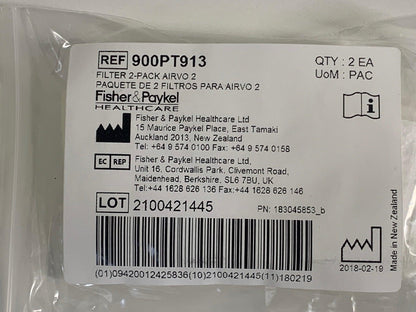 REF 900PT913
QTY : 2 EA
UoM : PAC
FILTER 2-PACK AIRVO 2
PAQUETE DE 2 FILTROS PARA AIRVO 2
Fisher&Paykel
HEALTHCARE
Fisher & Paykel Healthcare Ltd
15 Maurice Paykel Place, East Tamaki
Auckland 2013, New Zealand
Tel: +64 9 574 0100 Fax: +64 9 574 0158
EC REP
Fisher & Paykel Healthcare Ltd,
Unit 16, Cordwallis Park, Clivemont Road,
Maidenhead, Berkshire, SL6 7BU, UK
Tel:+44 1628 626 136 Fax:+44 1628 626 146
LOT 2100421445
PN: 183045853_b
2018-02-19
Made in New Zealand
(01)09420012425836(10)2100421445(11)180219